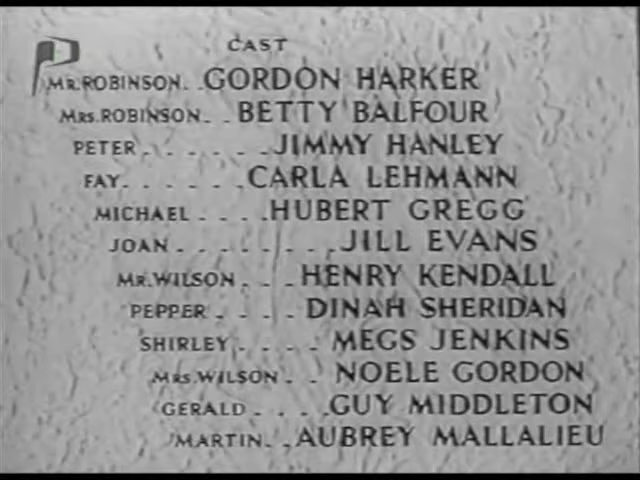 CAST
MR.ROBINSON. . GORDON HARKER
MRS.ROBINSON. . . BETTY BALFOUR
PETER. . . . . . JIMMY HANLEY
FAY. . . . . . CARLA LEHMANN
MICHAEL . . . . HUBERT GREGG
JOAN . . . . . . . . JILL EVANS
MR.WILSON . . . HENRY KENDALL
PEPPER . . . . . DINAH SHERIDAN
SHIRLEY . . . . . MEGS JENKINS
MRS.WILSON . . NOELE GORDON
GERALD . . . . GUY MIDDLETON
MARTIN. . . AUBREY MALLALIEU